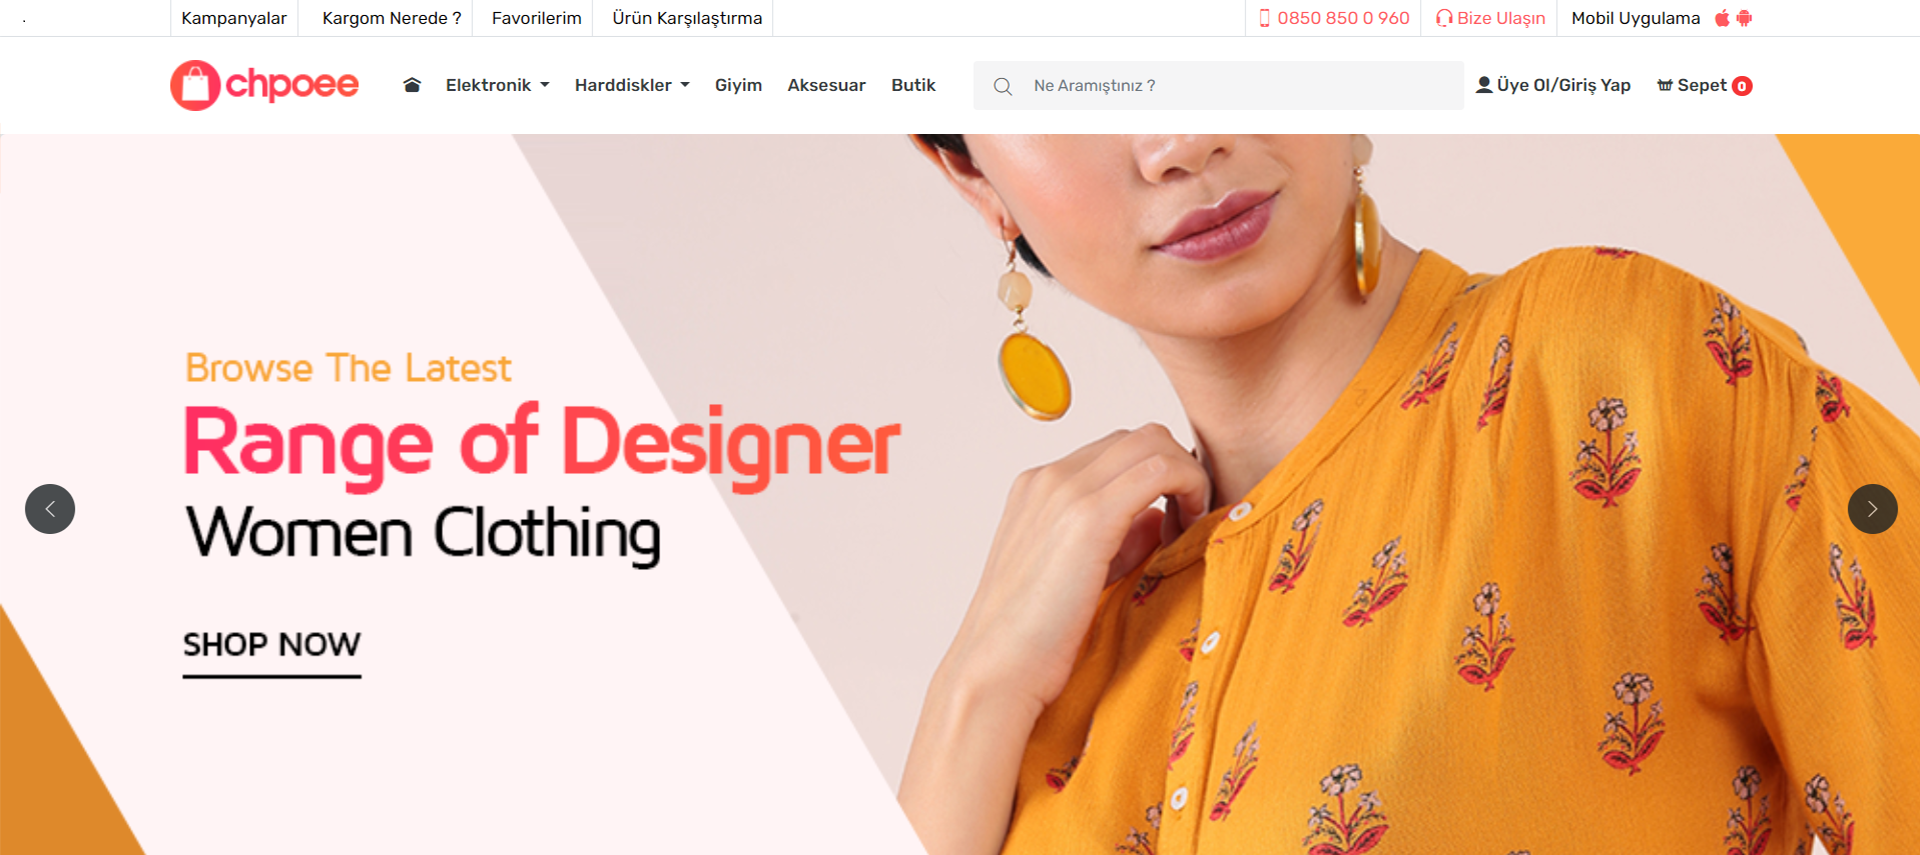 Kampanyalar Kargom Nerede ? Favorilerim Ürün Karşılaştırma 0850 850 0 960 Bize Ulaşın Mobil Uygulama
chpoee Elektronik Harddiskler Giyim Aksesuar Butik Ne Aramıştınız ? Üye Ol/Giriş Yap Sepet 0
Browse The Latest
Range of Designer
Women Clothing
SHOP NOW